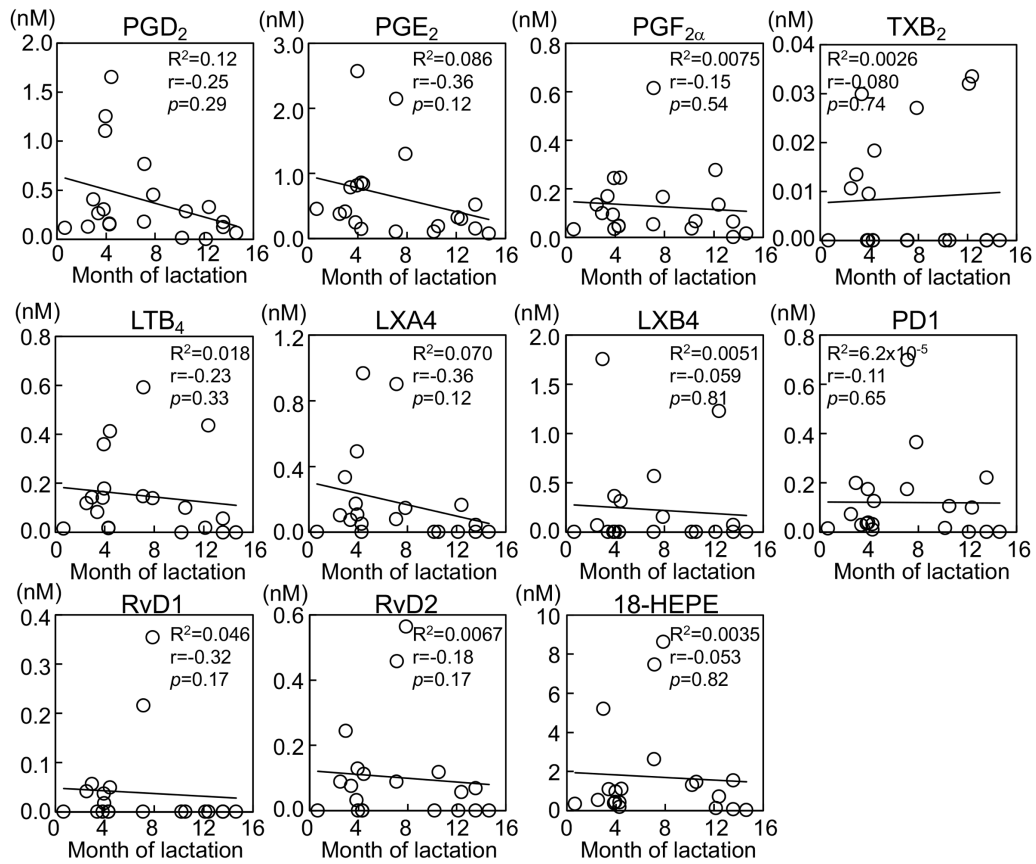 (nM) PGD₂
R²=0.12
r=-0.25
p=0.29
2.0
1.5
1.0
0.5
0.0
0 4 8 12 16
Month of lactation
(nM) PGE₂
R²=0.086
r=-0.36
p=0.12
3.0
2.0
1.0
0.0
0 4 8 12 16
Month of lactation
(nM) PGF₂α
R²=0.0075
r=-0.15
p=0.54
0.8
0.6
0.4
0.2
0.0
0 4 8 12 16
Month of lactation
(nM) TXB₂
R²=0.0026
r=-0.080
p=0.74
0.04
0.03
0.02
0.01
0.00
0 4 8 12 16
Month of lactation
(nM) LTB₄
R²=0.018
r=-0.23
p=0.33
0.8
0.6
0.4
0.2
0.0
0 4 8 12 16
Month of lactation
(nM) LXA4
R²=0.070
r=-0.36
p=0.12
1.2
0.8
0.4
0.0
0 4 8 12 16
Month of lactation
(nM) LXB4
R²=0.0051
r=-0.059
p=0.81
2.0
1.5
1.0
0.5
0.0
0 4 8 12 16
Month of lactation
(nM) PD1
R²=6.2x10⁻⁵
r=-0.11
p=0.65
0.8
0.6
0.4
0.2
0.0
0 4 8 12 16
Month of lactation
(nM) RvD1
R²=0.046
r=-0.32
p=0.17
0.4
0.3
0.2
0.1
0.0
0 4 8 12 16
Month of lactation
(nM) RvD2
R²=0.0067
r=-0.18
p=0.17
0.6
0.4
0.2
0.0
0 4 8 12 16
Month of lactation
(nM) 18-HEPE
R²=0.0035
r=-0.053
p=0.82
10
8
6
4
2
0
0 4 8 12 16
Month of lactation